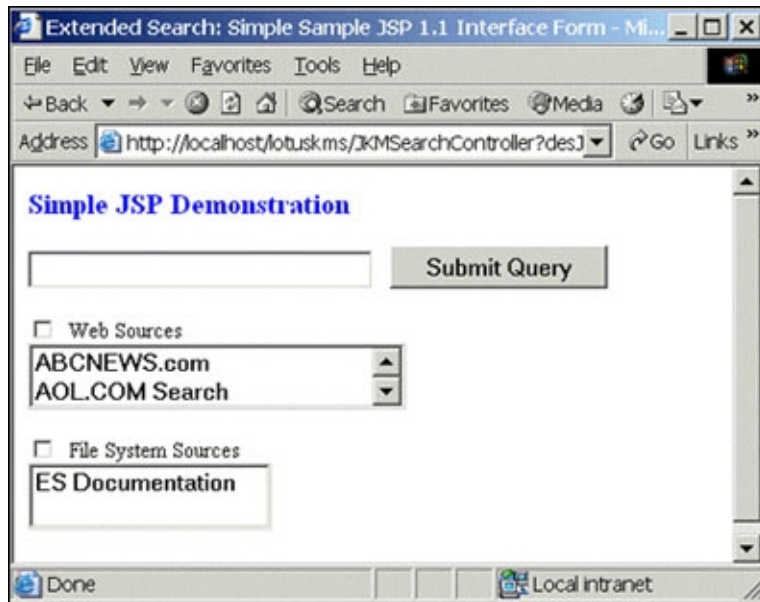 Extended Search: Simple Sample JSP 1.1 Interface Form - Mi...
File Edit View Favorites Tools Help
Back Search Favorites Media »
Address http://localhost/lotuskms/JKMSearchController?desJ Go Links »
Simple JSP Demonstration
Submit Query
Web Sources
ABCNEWS.com
AOL.COM Search
File System Sources
ES Documentation
Done Local intranet